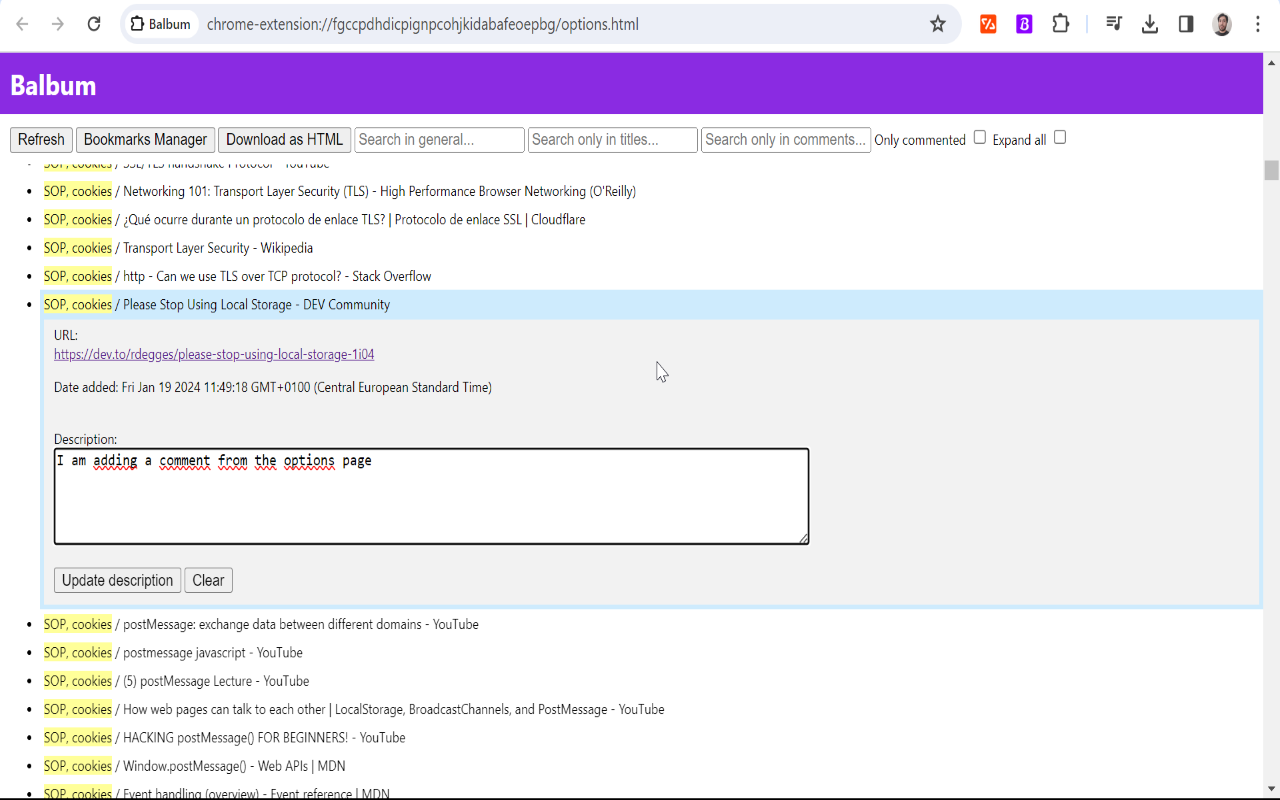 Balbum
chrome-extension://fgccpdhdicpignpcohjkidabafeoepbg/options.html
Balbum
Refresh Bookmarks Manager Download as HTML Search in general... Search only in titles... Search only in comments... Only commented Expand all
SOP, cookies / SSL/TLS handshake Protocol - YouTube
SOP, cookies / Networking 101: Transport Layer Security (TLS) - High Performance Browser Networking (O'Reilly)
SOP, cookies / ¿Qué ocurre durante un protocolo de enlace TLS? | Protocolo de enlace SSL | Cloudflare
SOP, cookies / Transport Layer Security - Wikipedia
SOP, cookies / http - Can we use TLS over TCP protocol? - Stack Overflow
SOP, cookies / Please Stop Using Local Storage - DEV Community
URL:
https://dev.to/rdegges/please-stop-using-local-storage-1i04
Date added: Fri Jan 19 2024 11:49:18 GMT+0100 (Central European Standard Time)
Description:
I am adding a comment from the options page
Update description Clear
SOP, cookies / postMessage: exchange data between different domains - YouTube
SOP, cookies / postmessage javascript - YouTube
SOP, cookies / (5) postMessage Lecture - YouTube
SOP, cookies / How web pages can talk to each other | LocalStorage, BroadcastChannels, and PostMessage - YouTube
SOP, cookies / HACKING postMessage() FOR BEGINNERS! - YouTube
SOP, cookies / Window.postMessage() - Web APIs | MDN
SOP, cookies / Event handling (overview) - Event reference | MDN